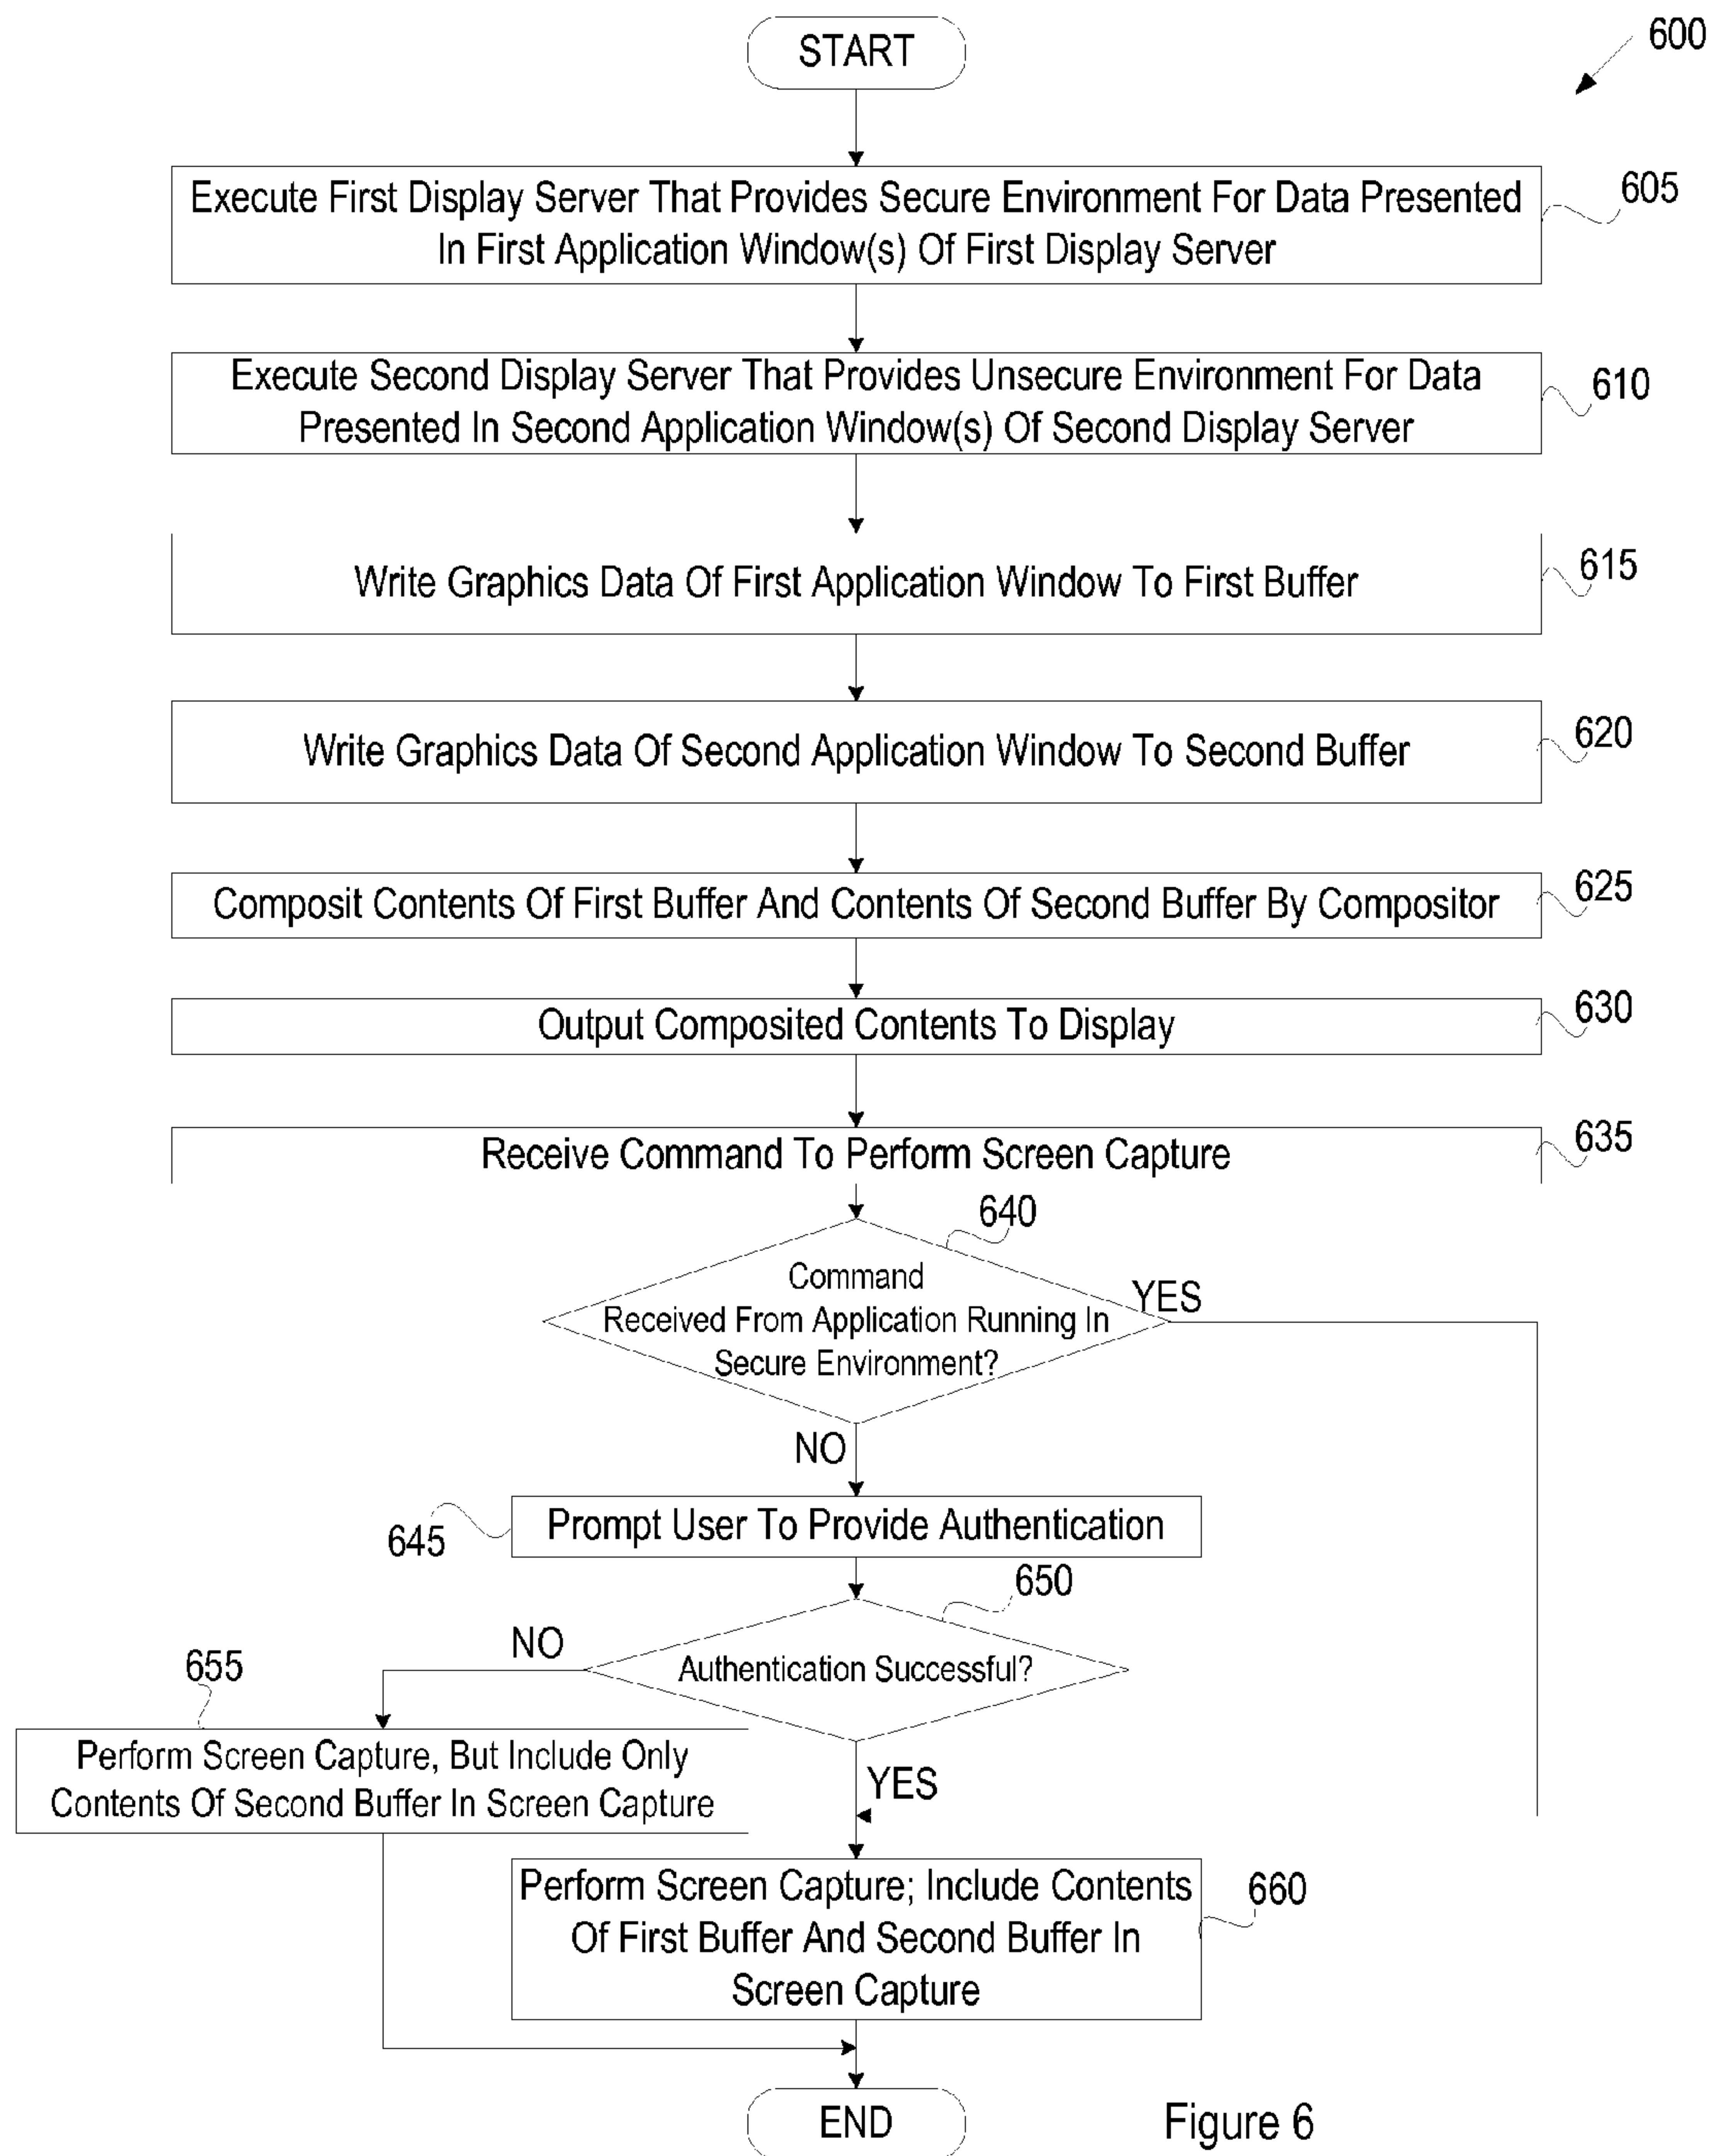 START
600
Execute First Display Server That Provides Secure Environment For Data Presented
In First Application Window(s) Of First Display Server
605
Execute Second Display Server That Provides Unsecure Environment For Data
Presented In Second Application Window(s) Of Second Display Server
610
Write Graphics Data Of First Application Window To First Buffer
615
Write Graphics Data Of Second Application Window To Second Buffer
620
Composit Contents Of First Buffer And Contents Of Second Buffer By Compositor
625
Output Composited Contents To Display
630
Receive Command To Perform Screen Capture
635
640
Command
Received From Application Running In
Secure Environment?
YES
NO
645
Prompt User To Provide Authentication
650
Authentication Successful?
NO
655
Perform Screen Capture, But Include Only
Contents Of Second Buffer In Screen Capture
YES
Perform Screen Capture; Include Contents
Of First Buffer And Second Buffer In
Screen Capture
660
END
Figure 6